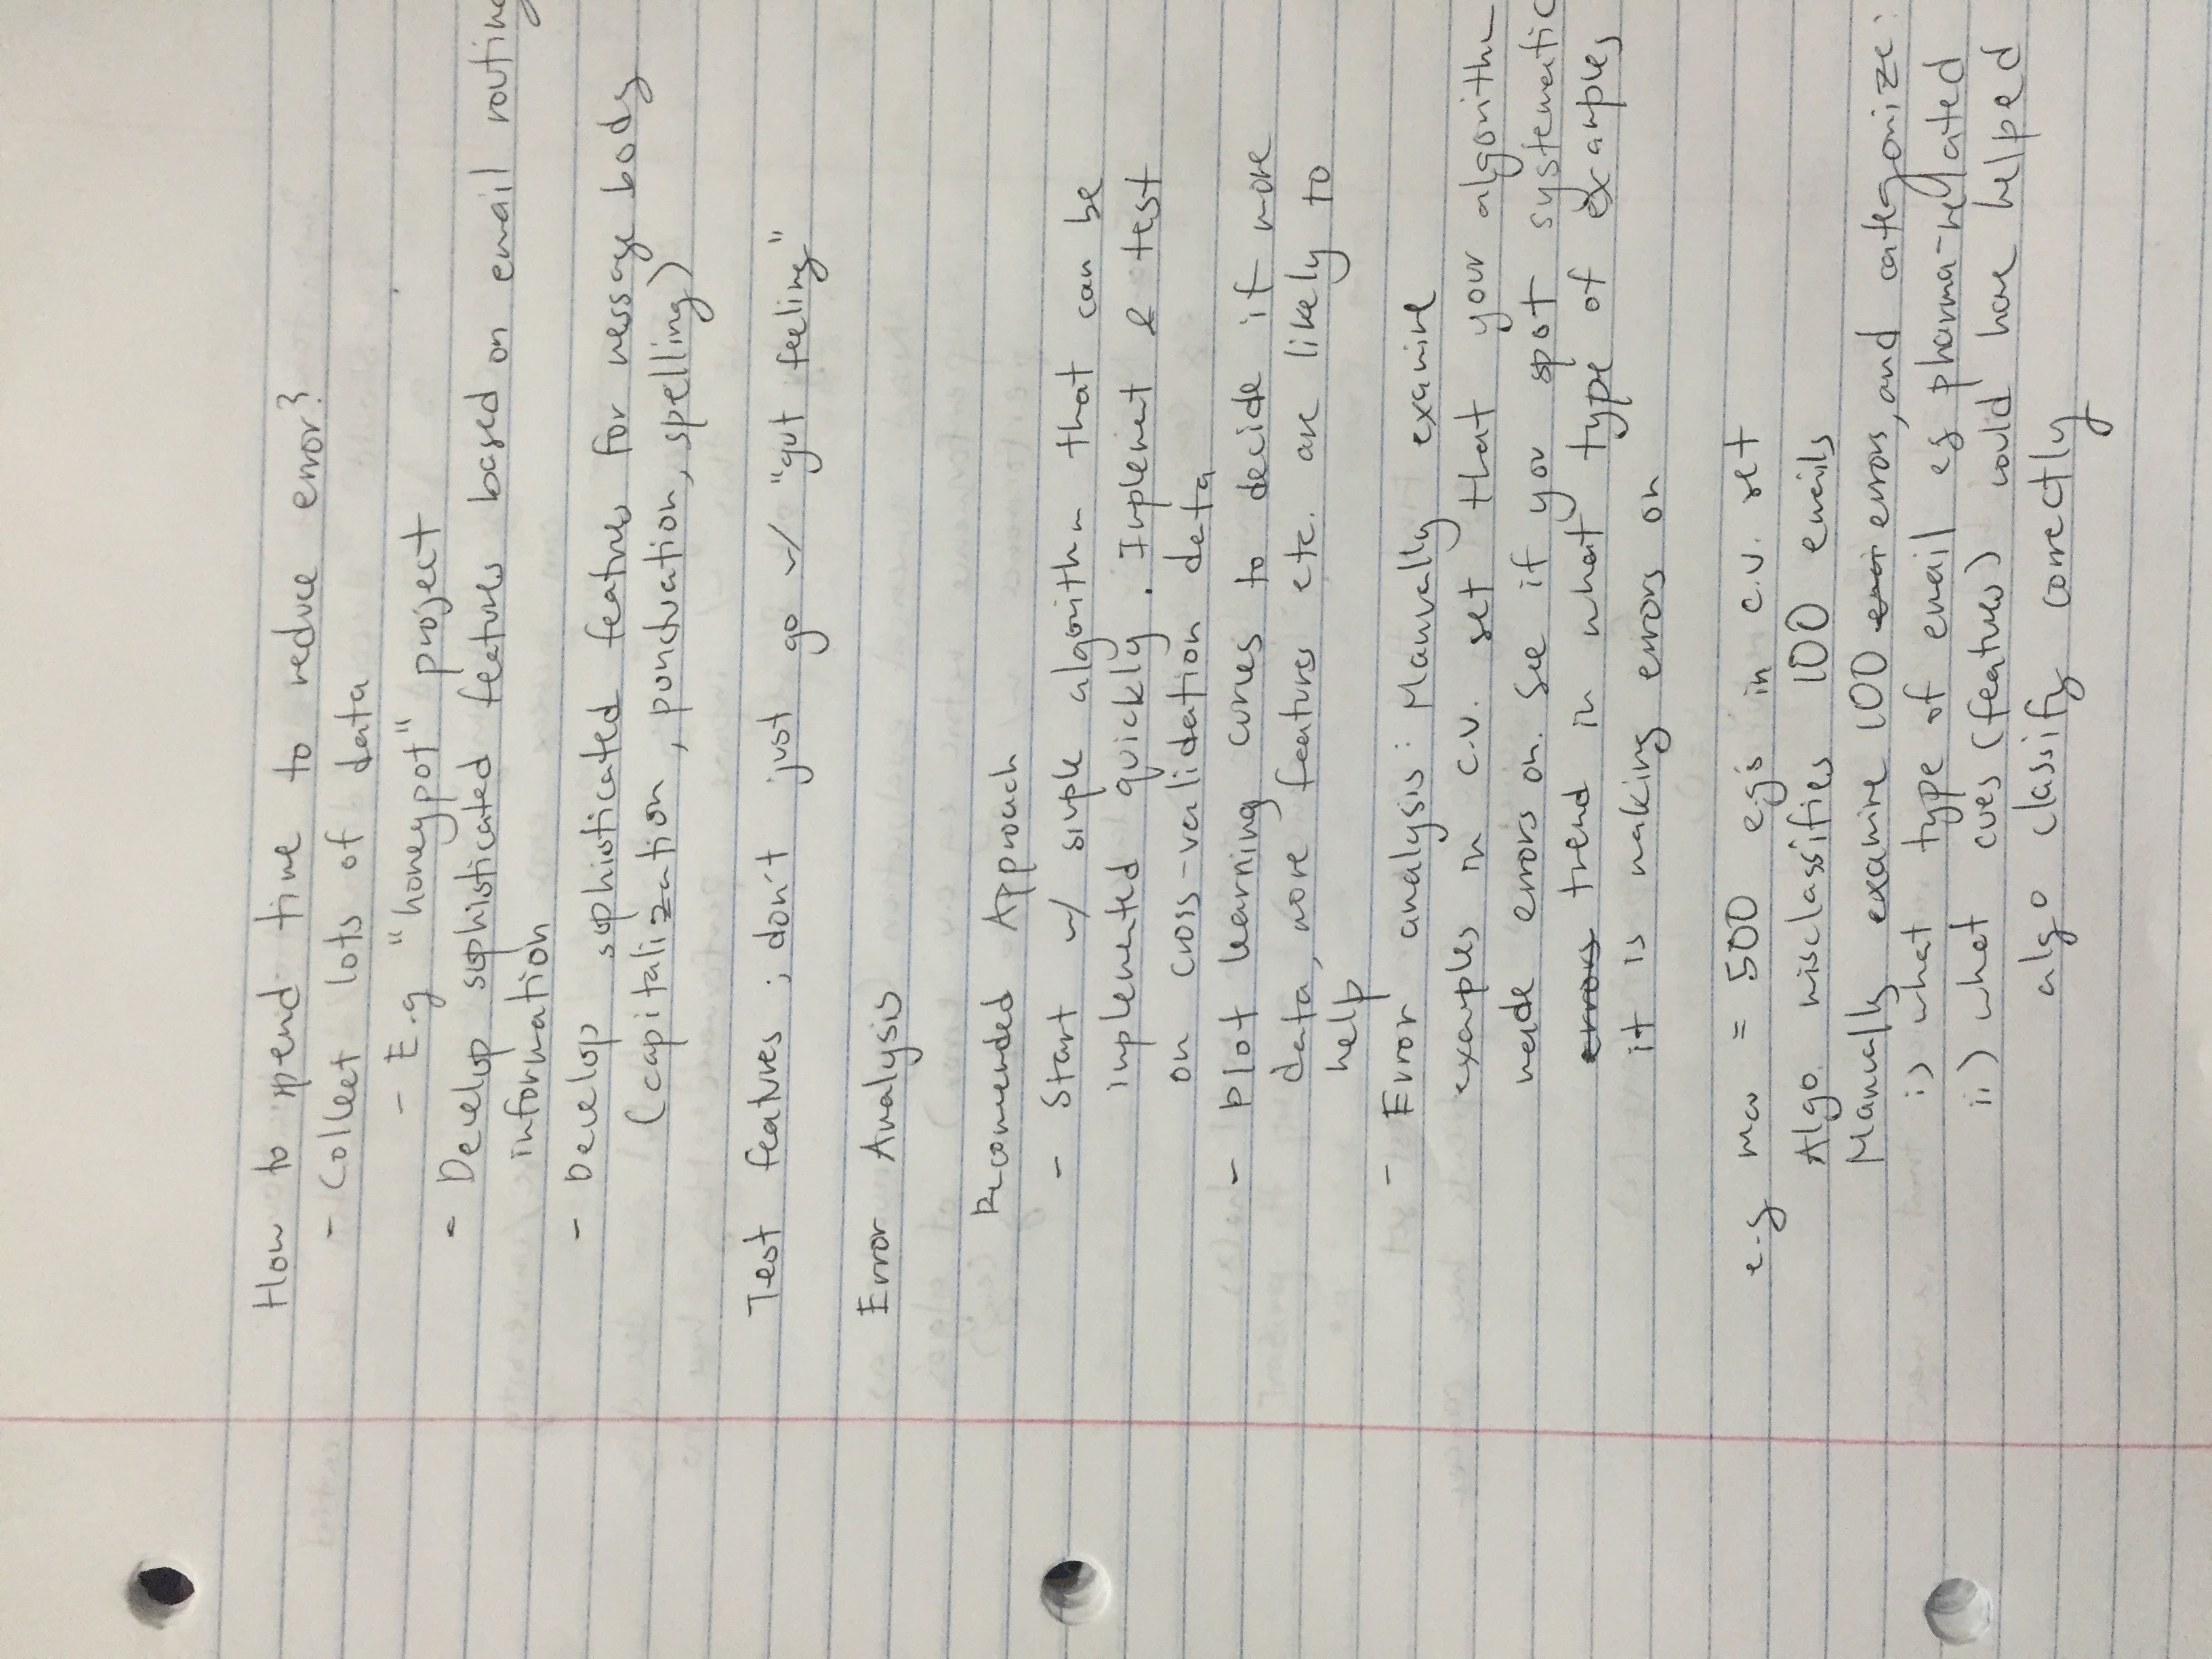 How to spend time to reduce error?
- Collect lots of data
- E.g "honeypot" project
- Develop sophisticated features based on email routing
information
- Develop sophisticated features for message body
(capitalization, punctuation, spelling)
Test features ; don't just go w/ "gut feeling"
Error Analysis
Recommended Approach
- Start w/ simple algorithm that can be
implemented quickly. Implement & test
on cross-validation data
- Plot learning curves to decide if more
data, more features etc. are likely to
help
- Error analysis: Manually examine
examples in c.v. set that your algorithm
made errors on. See if you spot systematic
errors trend in what type of examples
it is making errors on
e.g mcv = 500 e.g's in c.v. set
Algo. misclassifies 100 emails
Manually examine 100 errors, and categorize:
i) what type of email eg pharma-related
ii) what cues (features) would have helped
algo classify correctly